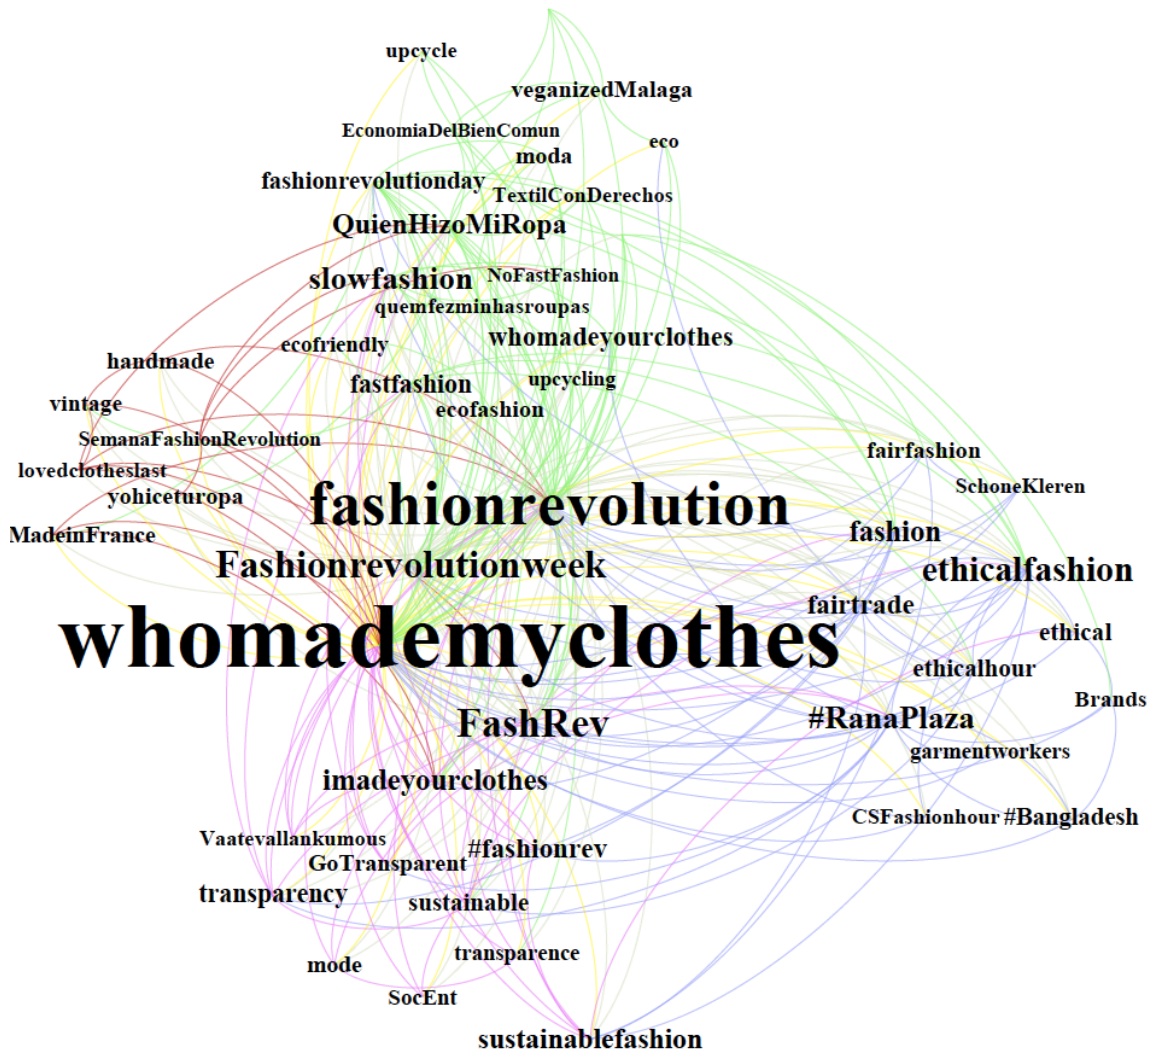 upcycle
veganizedMalaga
EconomiaDelBienComun
eco
moda
fashionrevolutionday
TextilConDerechos
QuienHizoMiRopa
slowfashion
NoFastFashion
quemfezminhasroupas
whomadeyourclothes
ecofriendly
handmade
fastfashion
upcycling
vintage
ecofashion
SemanaFashionRevolution
fairfashion
lovedclotheslast
SchoneKleren
yohiceturopa
fashionrevolution
MadeinFrance
fashion
Fashionrevolutionweek
ethicalfashion
fairtrade
whomademyclothes
ethical
ethicalhour
Brands
FashRev
#RanaPlaza
garmentworkers
imadeyourclothes
CSFashionhour
#Bangladesh
Vaatevallankumous
#fashionrev
GoTransparent
transparency
sustainable
transparence
mode
SocEnt
sustainablefashion